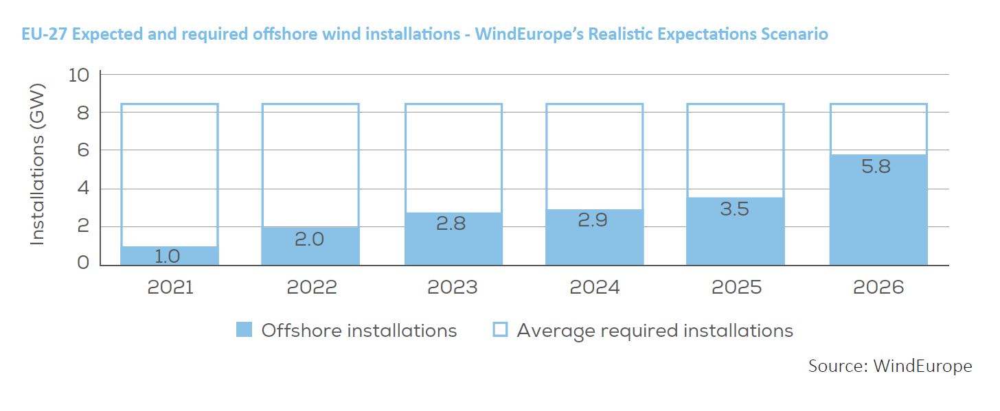 EU-27 Expected and required offshore wind installations - WindEurope's Realistic Expectations Scenario
Installations (GW)
10
8
6
4
2
0
1.0
2.0
2.8
2.9
3.5
5.8
2021 2022 2023 2024 2025 2026
Offshore installations Average required installations
Source: WindEurope